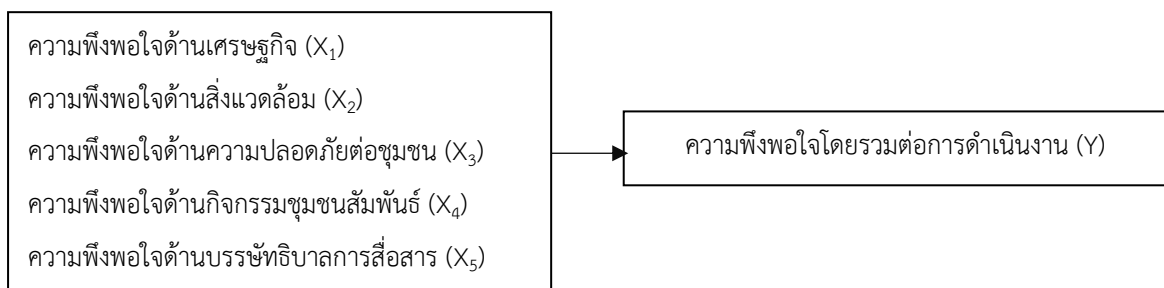 ความพึงพอใจด้านเศรษฐกิจ (X₁)
ความพึงพอใจด้านสิ่งแวดล้อม (X₂)
ความพึงพอใจด้านความปลอดภัยต่อชุมชน (X₃)
ความพึงพอใจด้านกิจกรรมชุมชนสัมพันธ์ (X₄)
ความพึงพอใจด้านบรรษัทธิบาลการสื่อสาร (X₅)
ความพึงพอใจโดยรวมต่อการดำเนินงาน (Y)